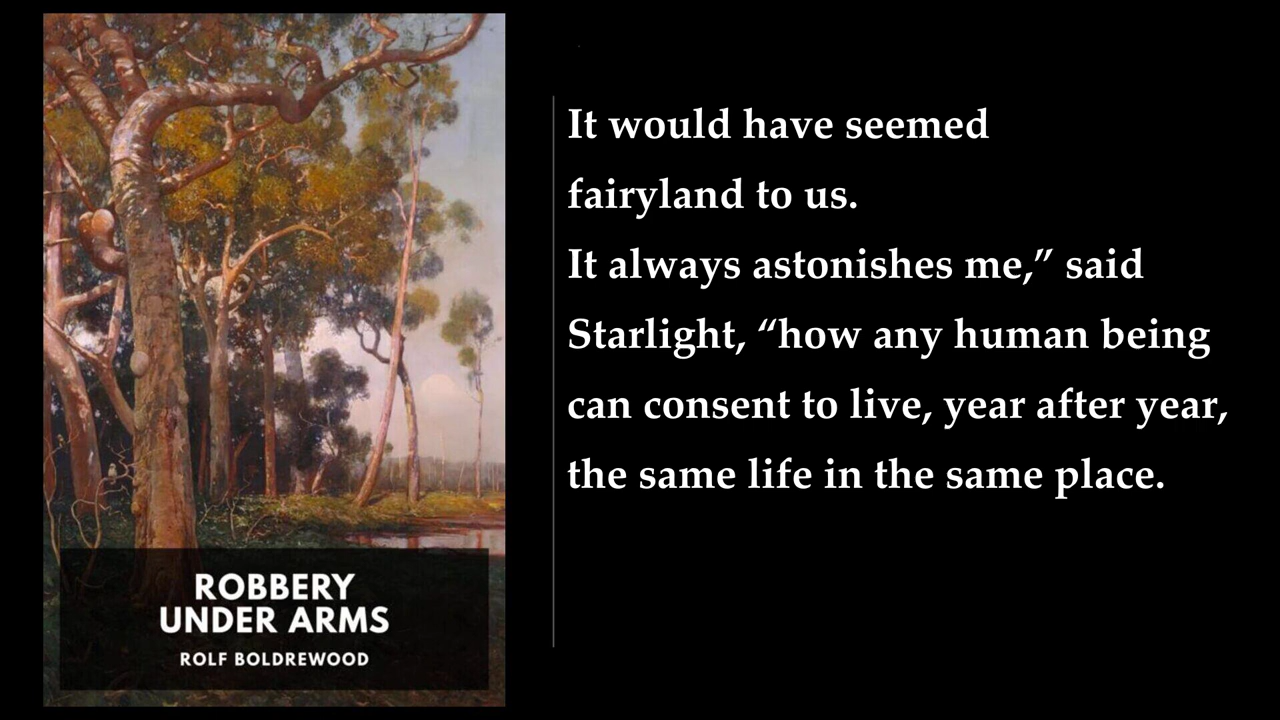 It would have seemed
fairyland to us.
It always astonishes me,” said
Starlight, “how any human being
can consent to live, year after year,
the same life in the same place.
ROBBERY
UNDER ARMS
ROLF BOLDREWOOD